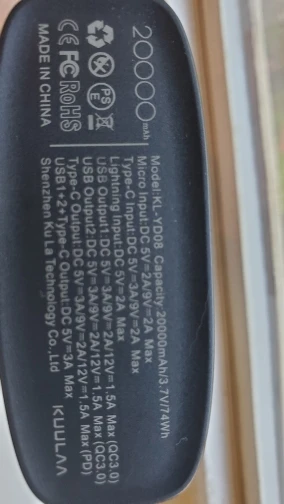 20000mAh
PS
E
CE FC RoHS
MADE IN CHINA
Model:KL-YD08 Capacity:20000mAh/3.7V/74Wh
Micro Input:DC 5V=2A/9V=2A Max
Type-C Input:DC 5V=3A/9V=2A Max
Lightning Input:DC 5V=2A Max
USB Output1:DC 5V=3A/9V=2A/12V=1.5A Max(QC3.0)
USB Output2:DC 5V=3A/9V=2A/12V=1.5A Max(QC3.0)
Type-C Output:DC 5V=3A/9V=2A/12V=1.5A Max(PD)
USB1+2+Type-C Output:DC 5V=3A Max
Shenzhen Ku La Technology Co.,Ltd
KUULAA